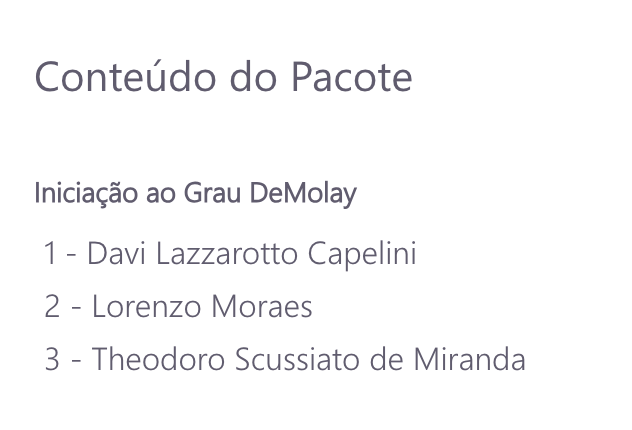 Conteúdo do Pacote
Iniciação ao Grau DeMolay
1 - Davi Lazzarotto Capelini
2 - Lorenzo Moraes
3 - Theodoro Scussiato de Miranda